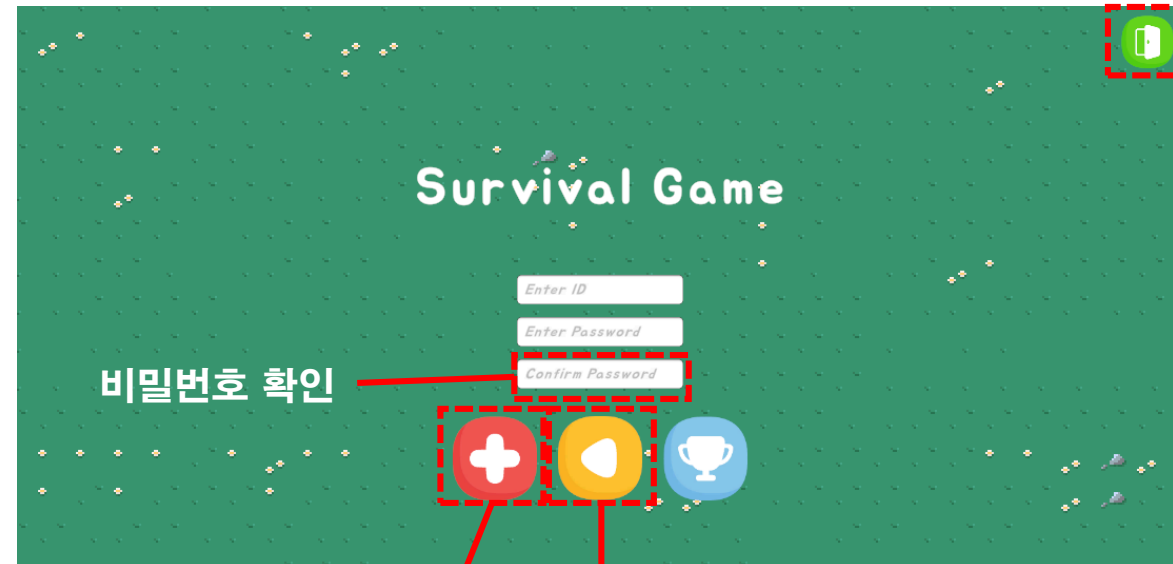 Survival Game
Enter ID
Enter Password
Confirm Password
비밀번호 확인